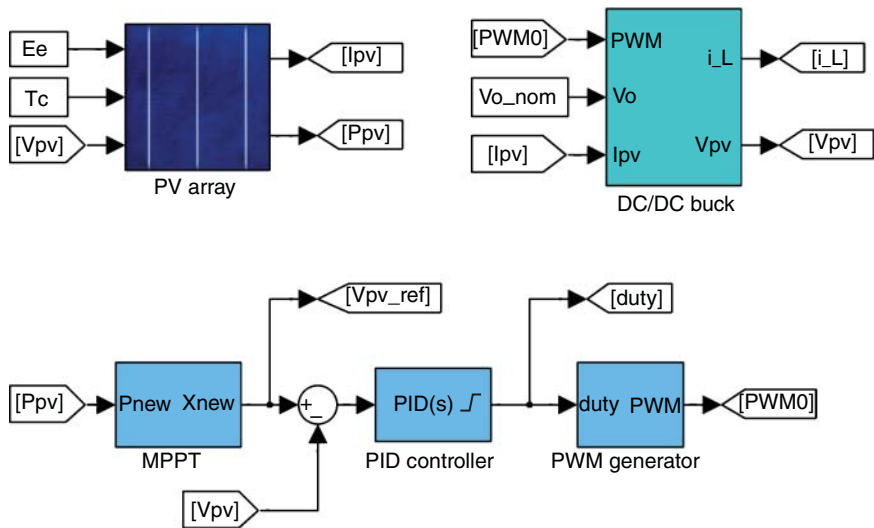 Ee
Tc
[Vpv]
[Ipv]
[Ppv]
PV array
[PWM0]
Vo_nom
[Ipv]
PWM
Vo
Ipv
i_L
Vpv
[i_L]
[Vpv]
DC/DC buck
[Vpv_ref]
[duty]
[Ppv]
Pnew Xnew
MPPT
+
_
[Vpv]
PID(s)
PID controller
duty PWM
PWM generator
[PWM0]